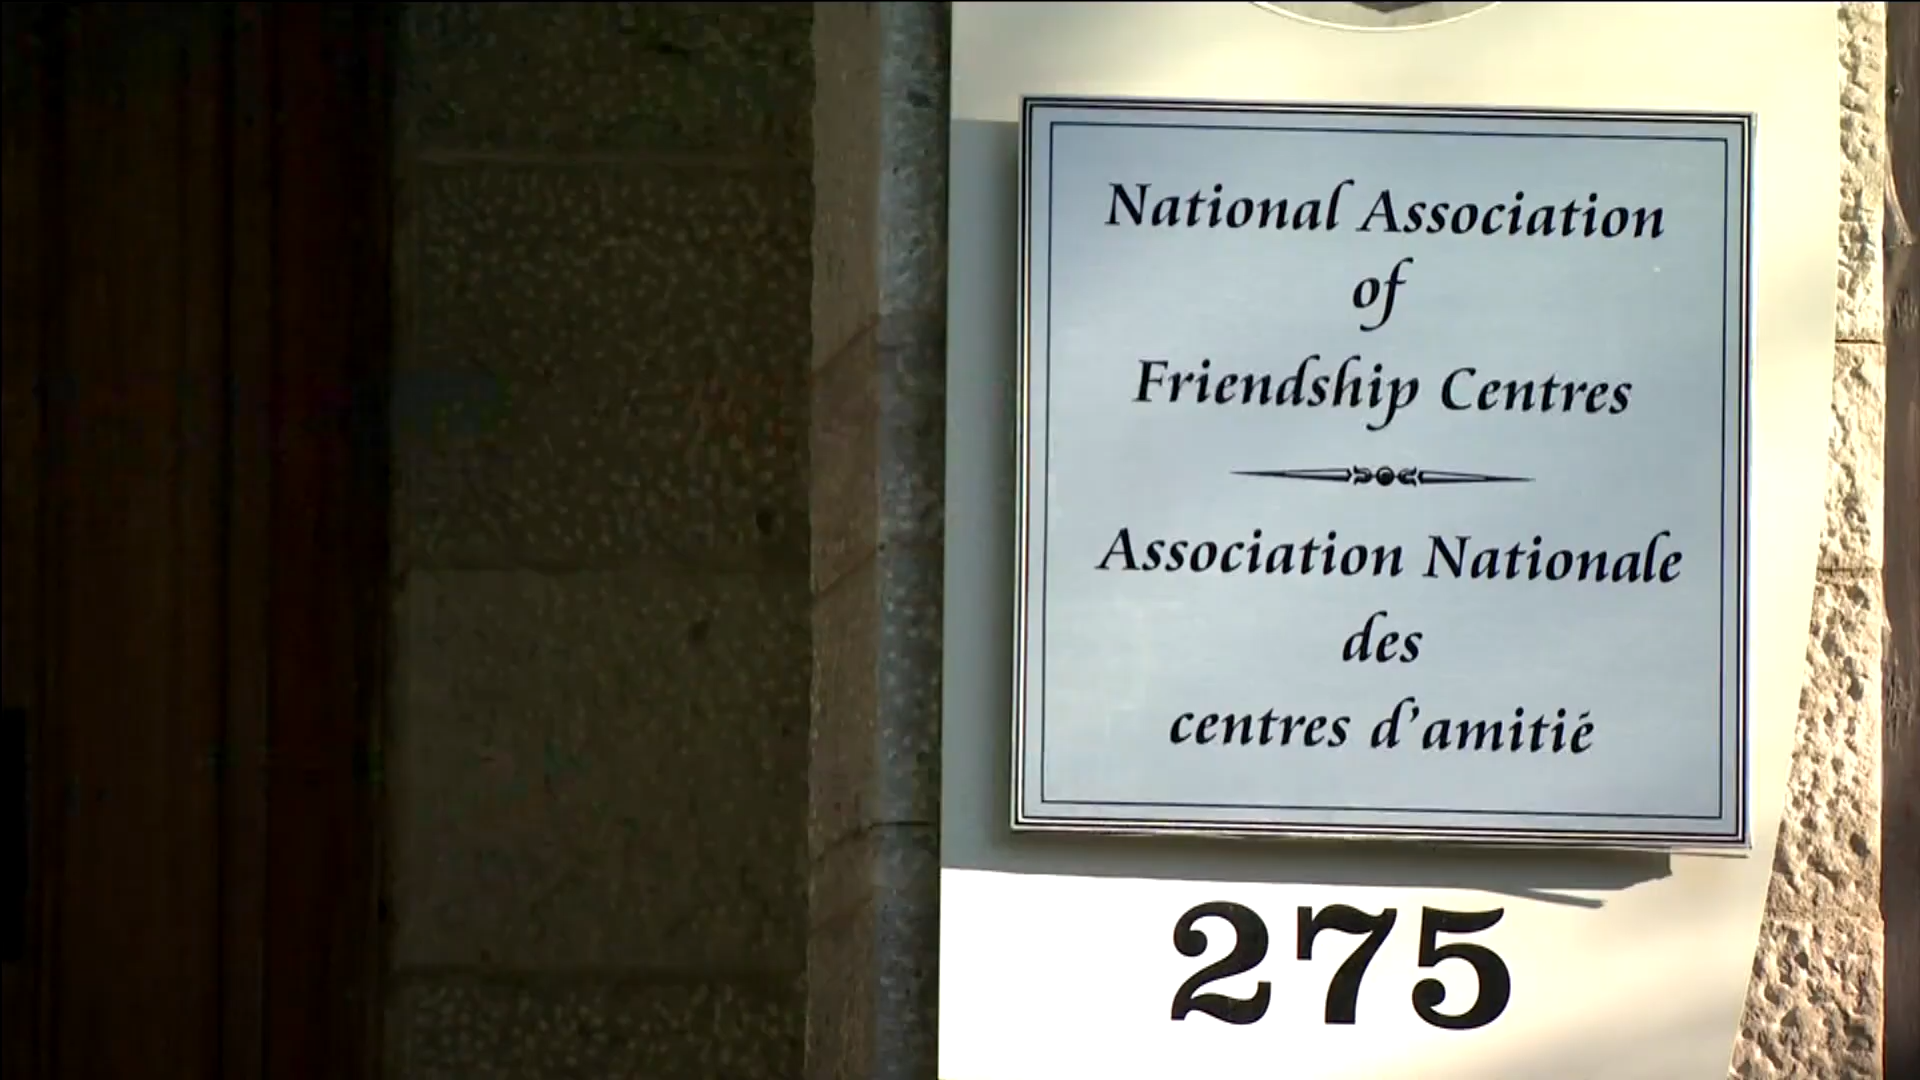 National Association
of
Friendship Centres
Association Nationale
des
centres d'amitié
275